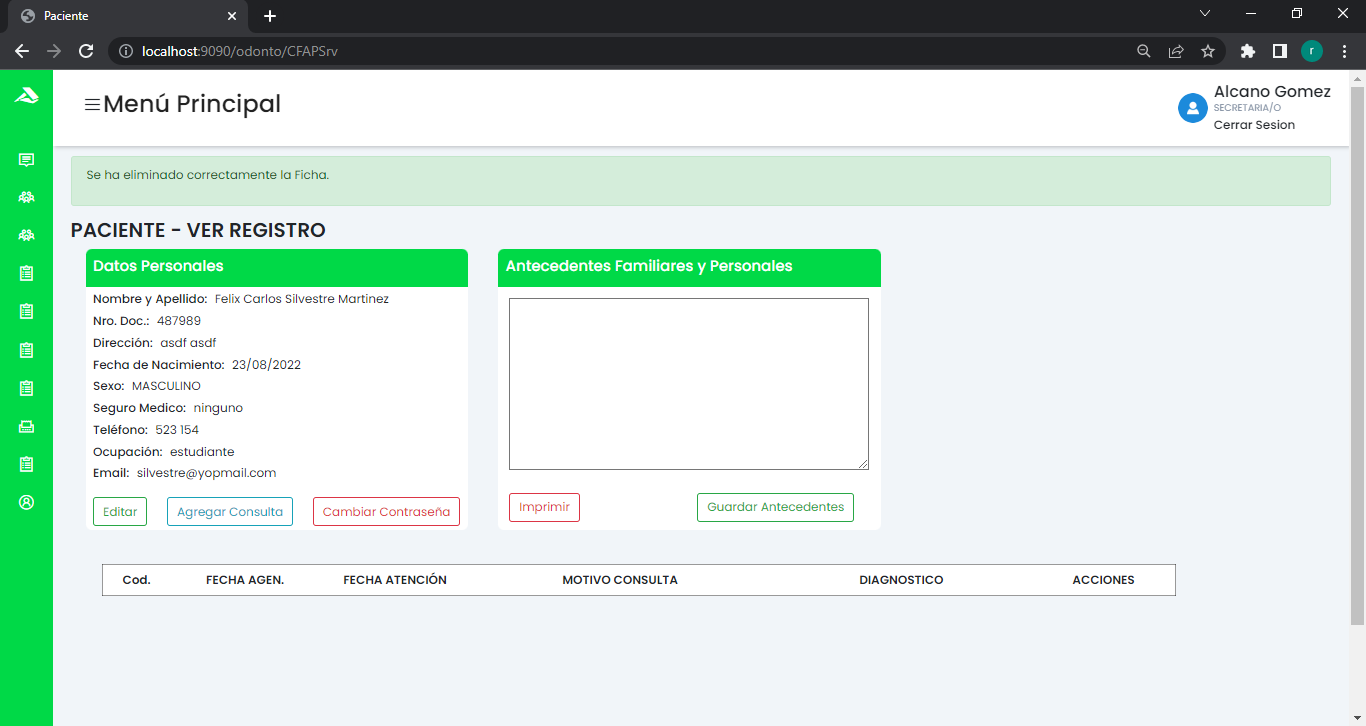 Paciente
localhost:9090/odonto/CFAPSrv
r
Menú Principal
Alcano Gomez
SECRETARIA/O
Cerrar Sesion
Se ha eliminado correctamente la Ficha.
PACIENTE - VER REGISTRO
Datos Personales
Nombre y Apellido: Felix Carlos Silvestre Martinez
Nro. Doc.: 487989
Dirección: asdf asdf
Fecha de Nacimiento: 23/08/2022
Sexo: MASCULINO
Seguro Medico: ninguno
Teléfono: 523 154
Ocupación: estudiante
Email: silvestre@yopmail.com
Editar Agregar Consulta Cambiar Contraseña
Antecedentes Familiares y Personales
Imprimir Guardar Antecedentes
Cod. FECHA AGEN. FECHA ATENCIÓN MOTIVO CONSULTA DIAGNOSTICO ACCIONES